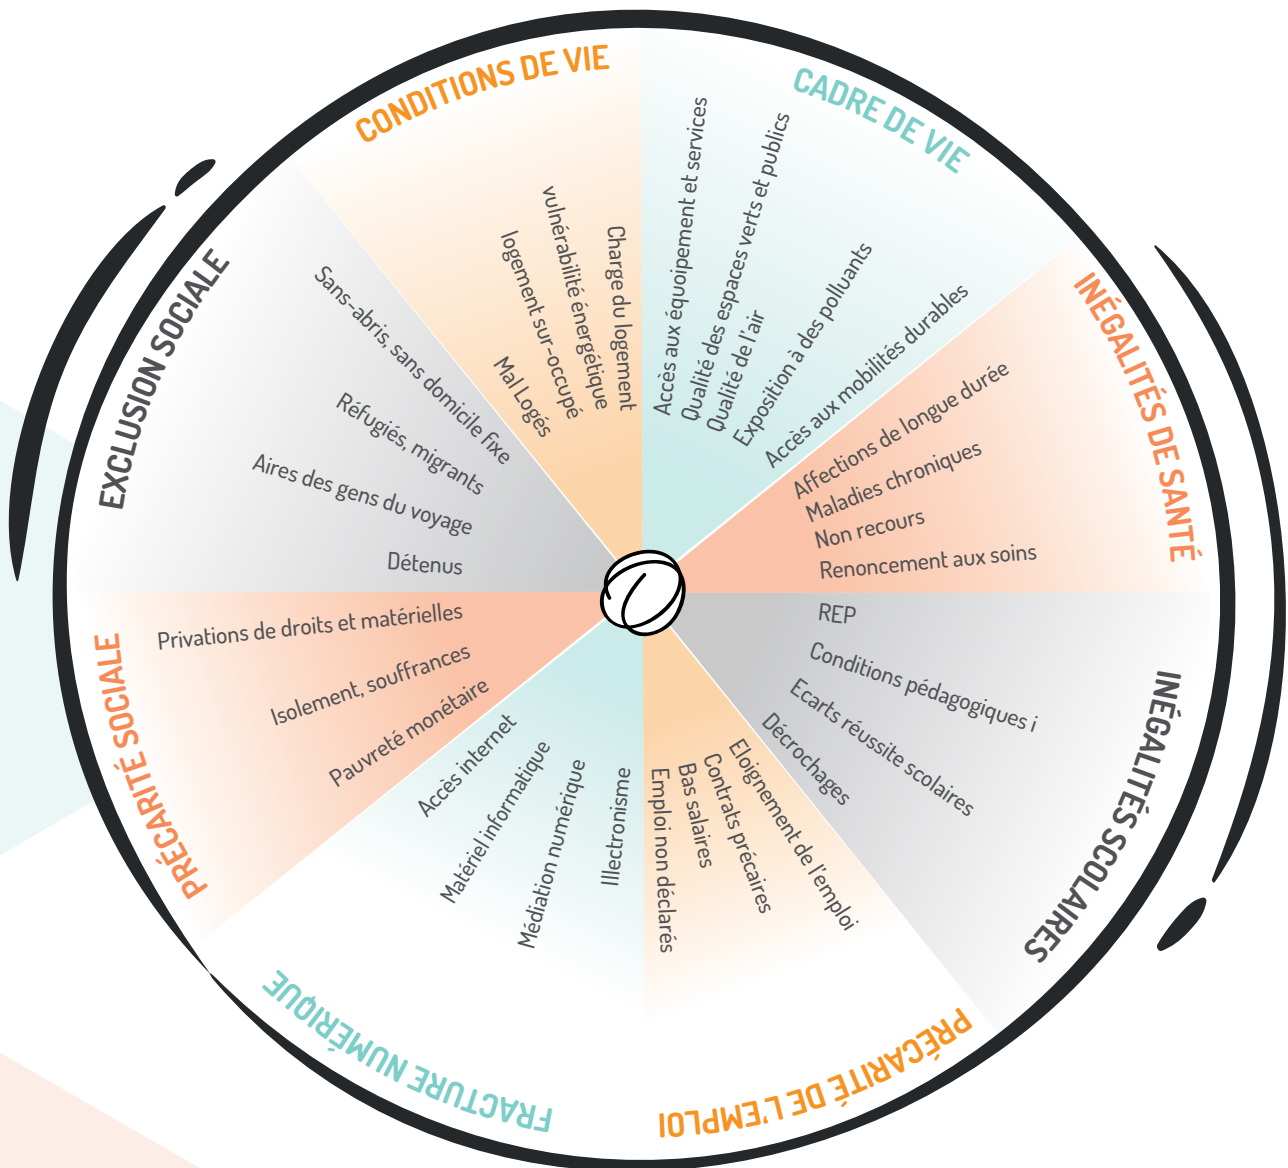 CONDITIONS DE VIE
Mal Logés
logement sur-occupé
vulnérabilité énergétique
Charge du logement
CADRE DE VIE
Accès aux équoipement et services
Qualité des espaces verts et publics
Qualité de l'air
Exposition à des polluants
Accès aux mobilités durables
INÉGALITÉS DE SANTÉ
Affections de longue durée
Maladies chroniques
Non recours
Renoncement aux soins
INÉGALITÉS SCOLAIRES
REP
Conditions pédagogiques i
Ecarts réussite scolaires
Décrochages
PRÉCARITÉ DE L'EMPLOI
Eloignement de l'emploi
Contrats précaires
Bas salaires
Emploi non déclarés
FRACTURE NUMÉRIQUE
Illectronisme
Médiation numérique
Matériel informatique
Accès internet
PRÉCARITÉ SOCIALE
Pauvreté monétaire
Isolement, souffrances
Privations de droits et matérielles
EXCLUSION SOCIALE
Détenus
Aires des gens du voyage
Réfugiés, migrants
Sans-abris, sans domicile fixe